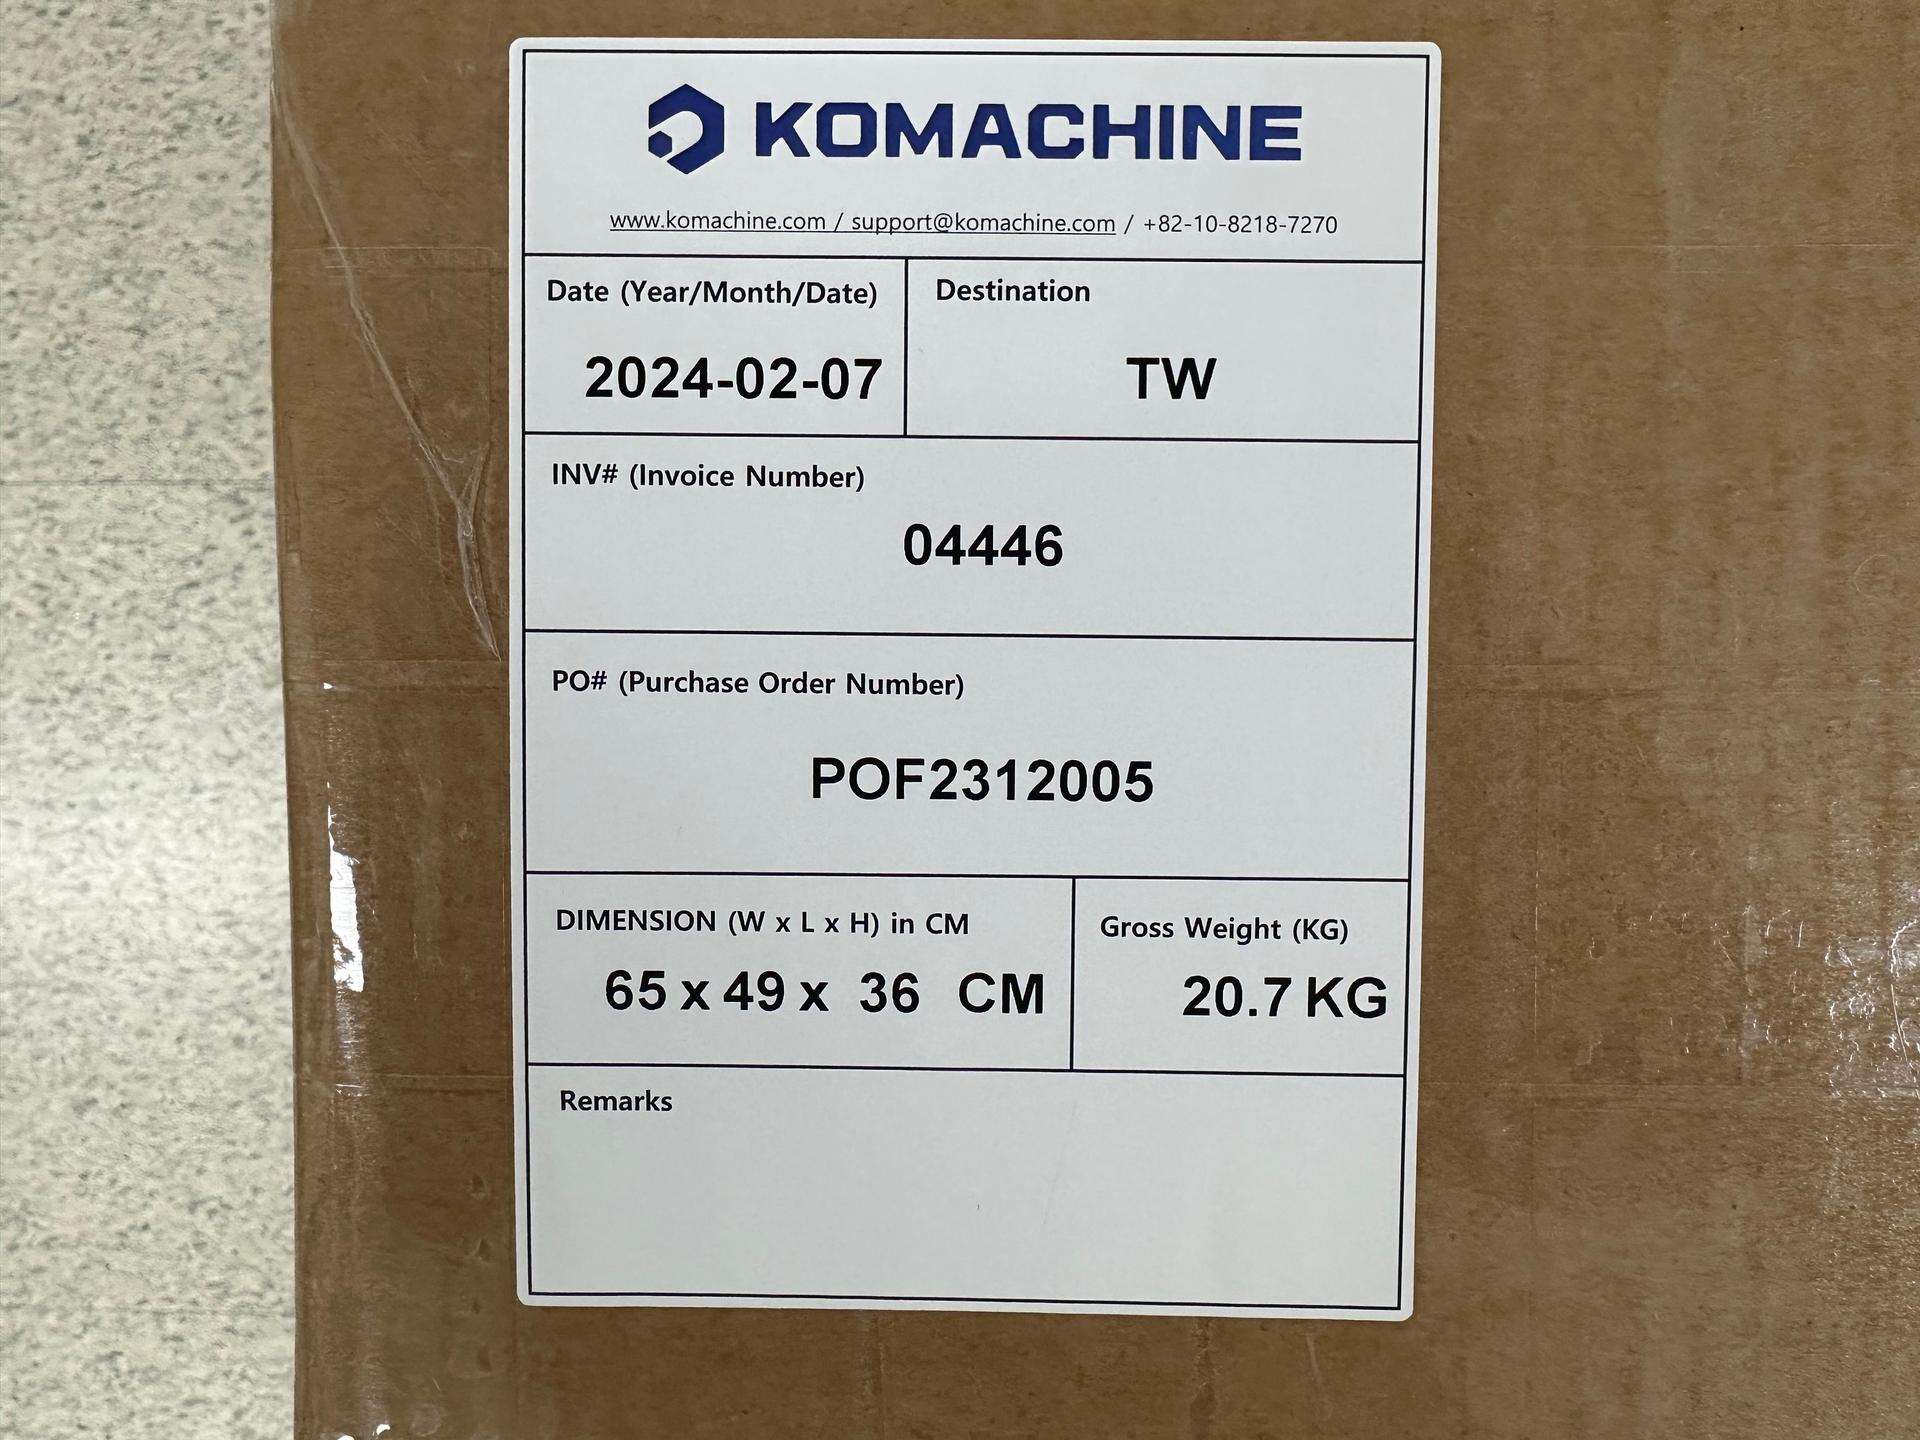 KOMACHINE
www.komachine.com / support@komachine.com / +82-10-8218-7270
Date (Year/Month/Date)
2024-02-07
Destination
TW
INV# (Invoice Number)
04446
PO# (Purchase Order Number)
POF2312005
DIMENSION (W x L x H) in CM
65 x 49 x 36 CM
Gross Weight (KG)
20.7 KG
Remarks